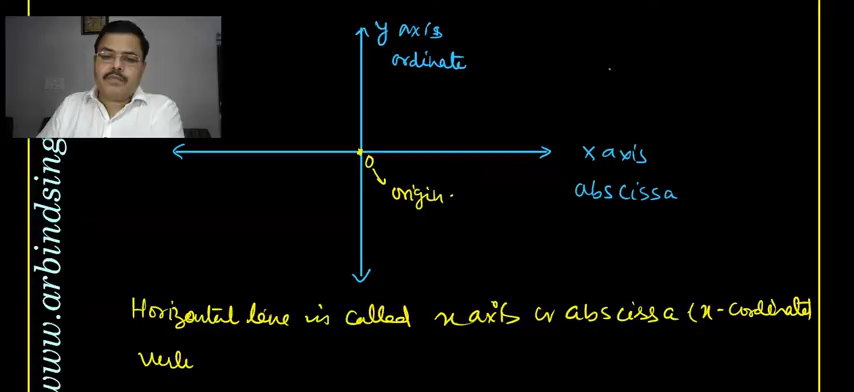 y axis
ordinate
x axis
abscissa
O
origin.
Horizontal line is called x axis or abscissa (x-coordinate)
www.arbindsing